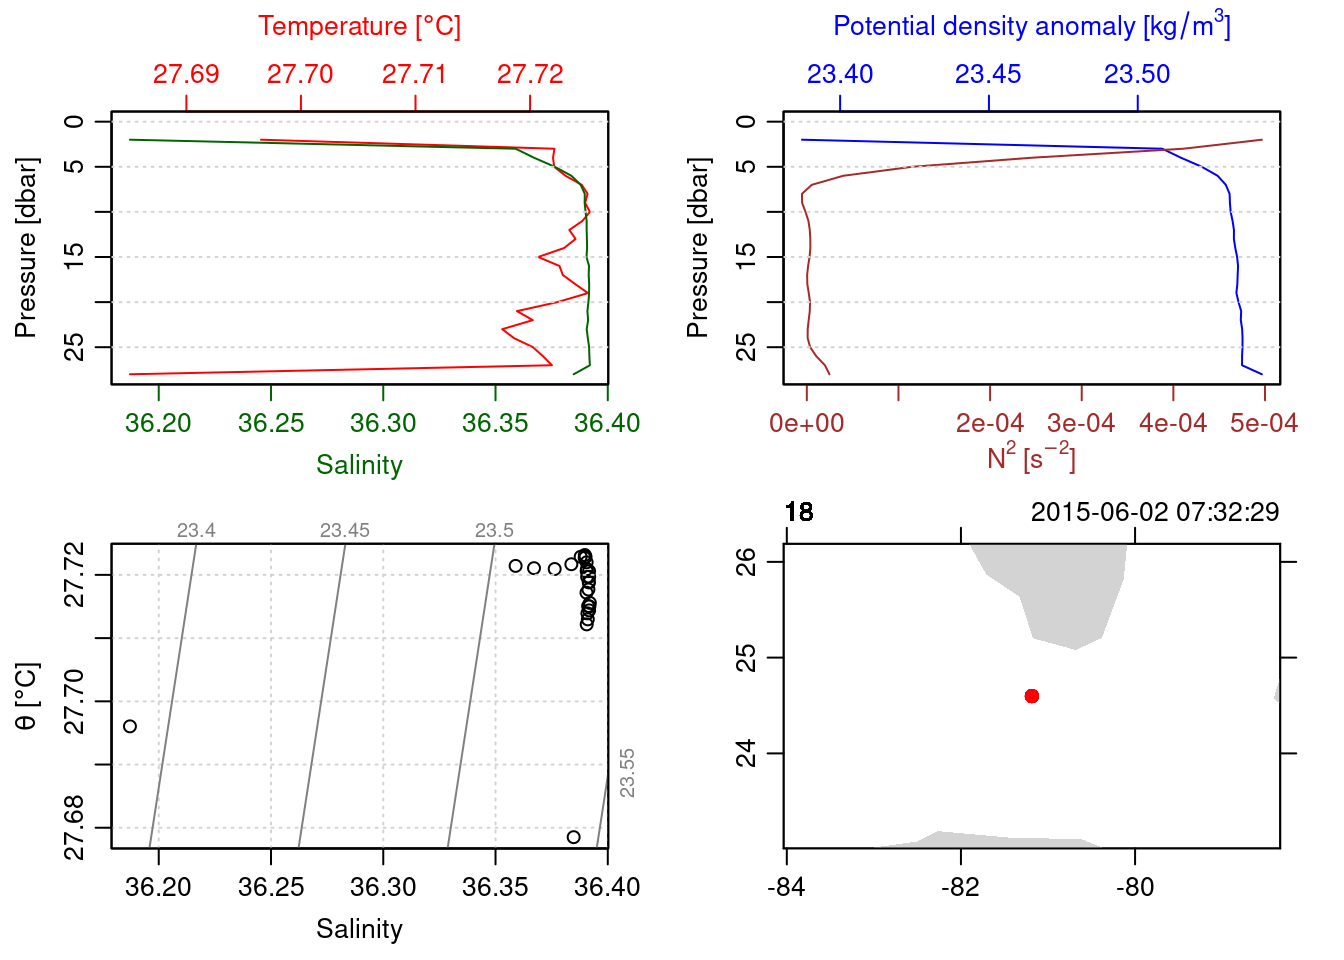 Temperature [°C]
27.69 27.70 27.71 27.72
Pressure [dbar]
0 5 15 25
36.20 36.25 36.30 36.35 36.40
Salinity
Potential density anomaly [kg/m³]
23.40 23.45 23.50
Pressure [dbar]
0 5 15 25
0e+00 2e-04 3e-04 4e-04 5e-04
N² [s⁻²]
23.4 23.45 23.5
23.55
θ [°C]
27.72 27.70 27.68
36.20 36.25 36.30 36.35 36.40
Salinity
18 2015-06-02 07:32:29
26 25 24
-84 -82 -80